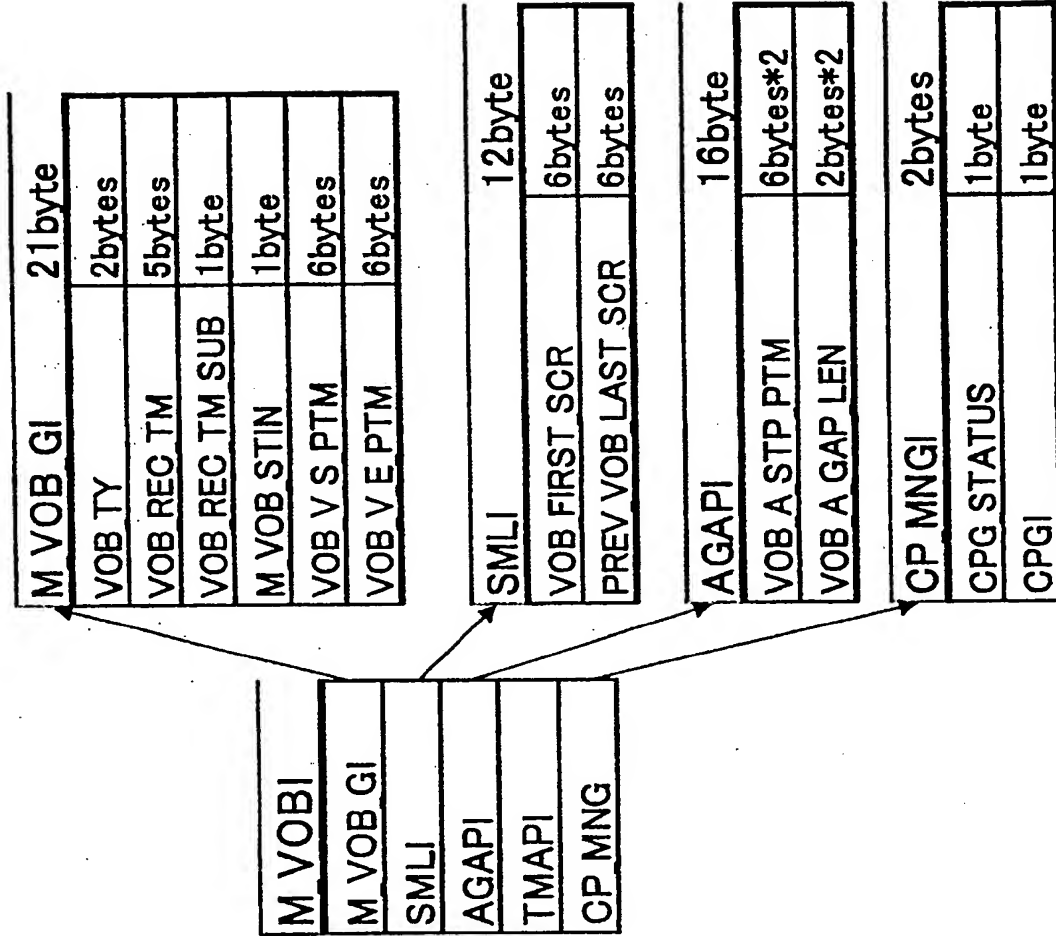 M VOBI
M VOB GI
SMLI
AGAPI
TMAPI
CP MNG
M VOB GI 21byte
VOB TY 2bytes
VOB REC TM 5bytes
VOB REC TM SUB 1byte
M VOB STIN 1byte
VOB V S PTM 6bytes
VOB V E PTM 6bytes
SMLI 12byte
VOB FIRST SCR 6bytes
PREV VOB LAST SCR 6bytes
AGAPI 16byte
VOB A STP PTM 6bytes*2
VOB A GAP LEN 2bytes*2
CP MNGI 2bytes
CPG STATUS 1byte
CPGI 1byte